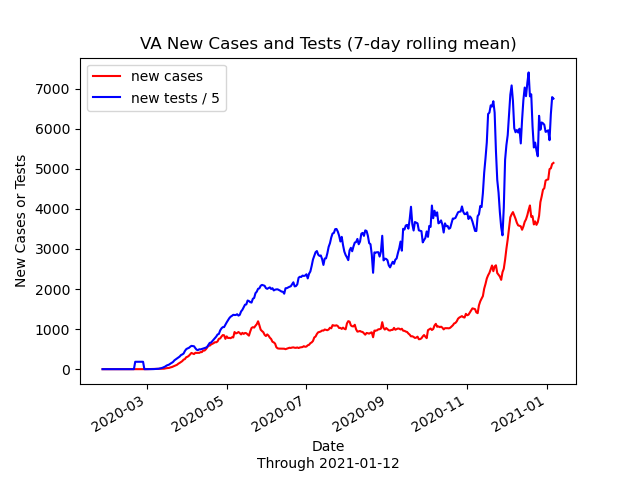 VA New Cases and Tests (7-day rolling mean)
new cases
new tests / 5
New Cases or Tests
7000
6000
5000
4000
3000
2000
1000
0
2020-03
2020-05
2020-07
2020-09
2020-11
2021-01
Date
Through 2021-01-12